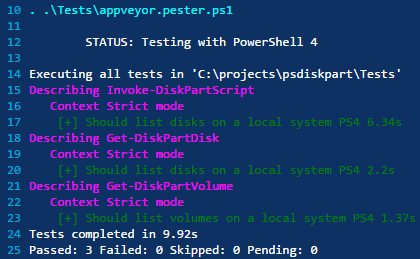 10 . .\Tests\appveyor.pester.ps1
11
12 STATUS: Testing with PowerShell 4
13
14 Executing all tests in 'C:\projects\psdiskpart\Tests'
15 Describing Invoke-DiskPartScript
16 Context Strict mode
17 [+] Should list disks on a local system PS4 6.34s
18 Describing Get-DiskPartDisk
19 Context Strict mode
20 [+] Should list disks on a local system PS4 2.2s
21 Describing Get-DiskPartVolume
22 Context Strict mode
23 [+] Should list volumes on a local system PS4 1.37s
24 Tests completed in 9.92s
25 Passed: 3 Failed: 0 Skipped: 0 Pending: 0